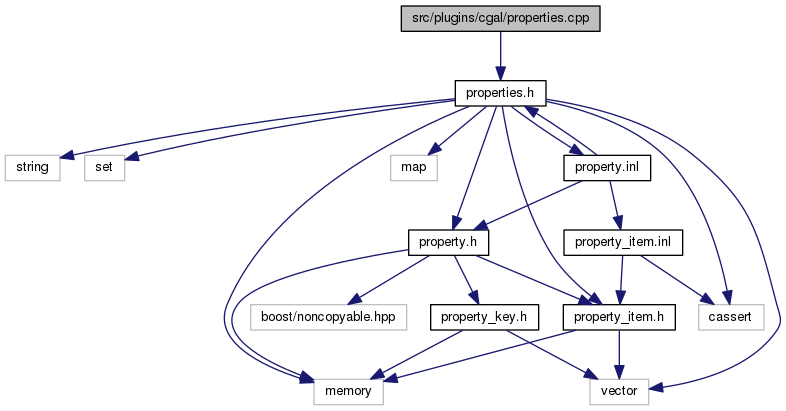 src/plugins/cgal/properties.cpp
properties.h
string
set
map
property.inl
property.h
property_item.inl
boost/noncopyable.hpp
property_key.h
property_item.h
cassert
memory
vector